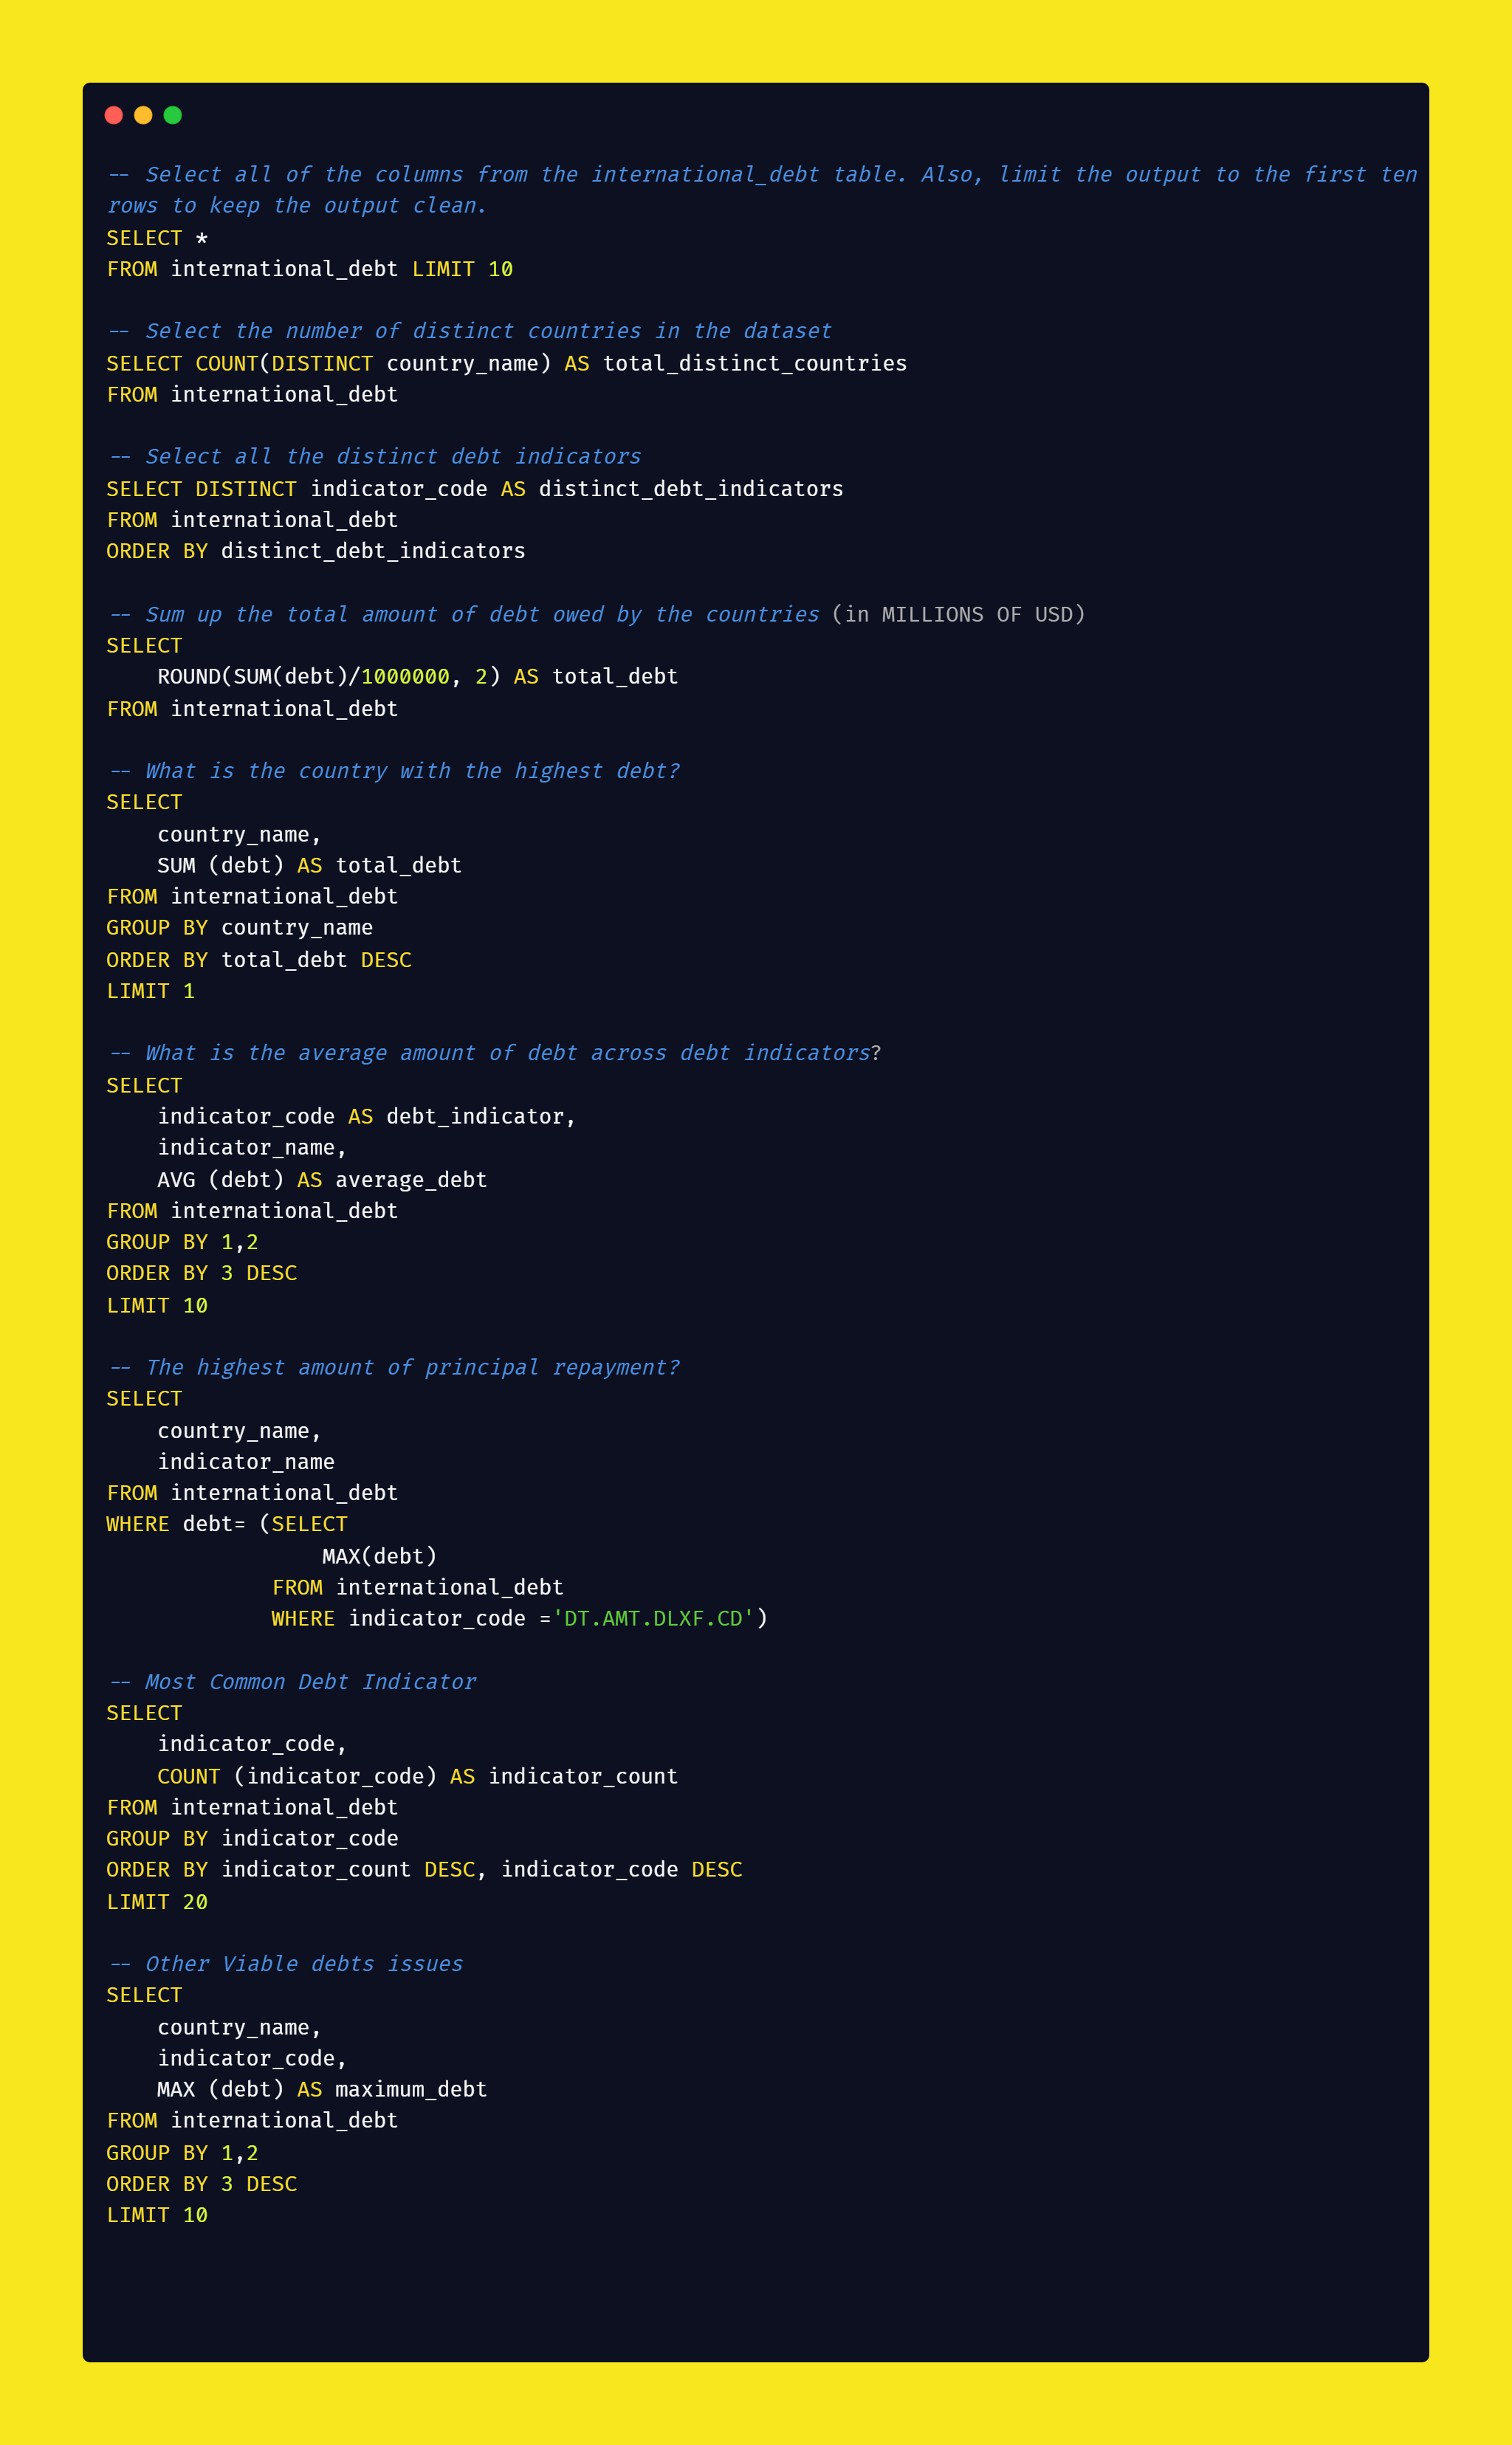 -- Select all of the columns from the international_debt table. Also, limit the output to the first ten
rows to keep the output clean.
SELECT *
FROM international_debt LIMIT 10

-- Select the number of distinct countries in the dataset
SELECT COUNT(DISTINCT country_name) AS total_distinct_countries
FROM international_debt

-- Select all the distinct debt indicators
SELECT DISTINCT indicator_code AS distinct_debt_indicators
FROM international_debt
ORDER BY distinct_debt_indicators

-- Sum up the total amount of debt owed by the countries (in MILLIONS OF USD)
SELECT
    ROUND(SUM(debt)/1000000, 2) AS total_debt
FROM international_debt

-- What is the country with the highest debt?
SELECT
    country_name,
    SUM (debt) AS total_debt
FROM international_debt
GROUP BY country_name
ORDER BY total_debt DESC
LIMIT 1

-- What is the average amount of debt across debt indicators?
SELECT
    indicator_code AS debt_indicator,
    indicator_name,
    AVG (debt) AS average_debt
FROM international_debt
GROUP BY 1,2
ORDER BY 3 DESC
LIMIT 10

-- The highest amount of principal repayment?
SELECT
    country_name,
    indicator_name
FROM international_debt
WHERE debt= (SELECT
                 MAX(debt)
             FROM international_debt
             WHERE indicator_code ='DT.AMT.DLXF.CD')

-- Most Common Debt Indicator
SELECT
    indicator_code,
    COUNT (indicator_code) AS indicator_count
FROM international_debt
GROUP BY indicator_code
ORDER BY indicator_count DESC, indicator_code DESC
LIMIT 20

-- Other Viable debts issues
SELECT
    country_name,
    indicator_code,
    MAX (debt) AS maximum_debt
FROM international_debt
GROUP BY 1,2
ORDER BY 3 DESC
LIMIT 10